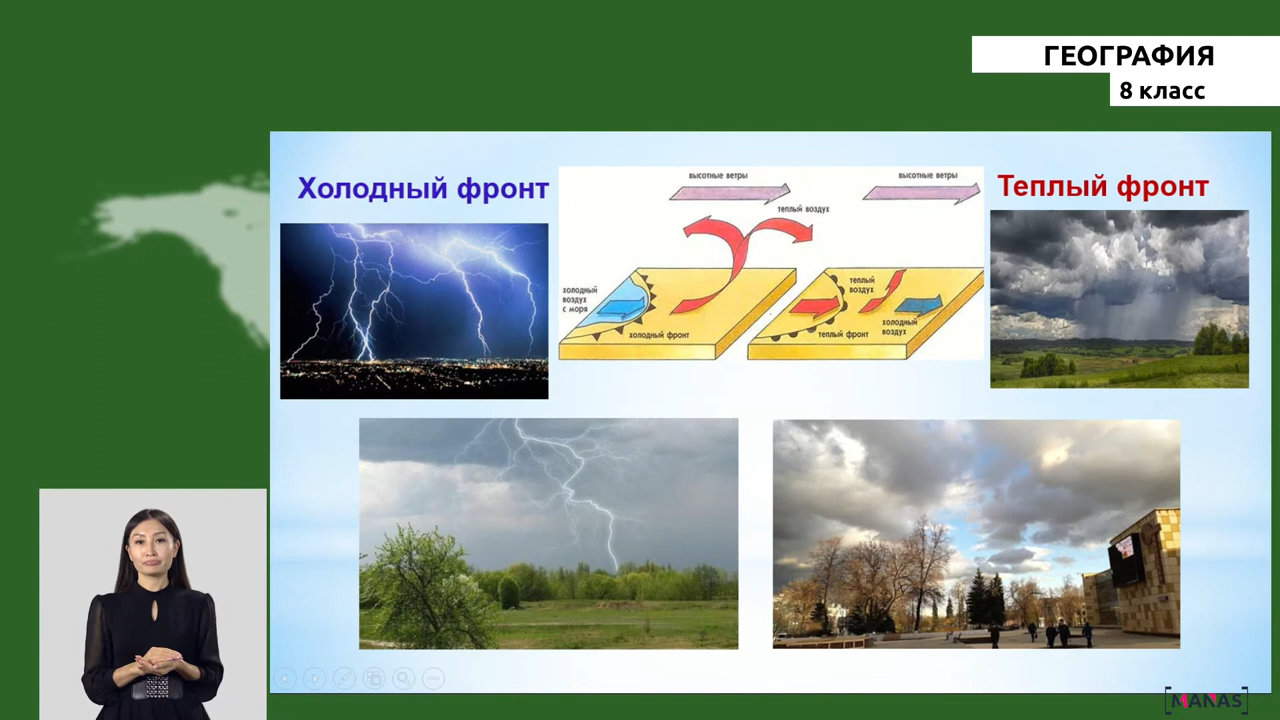 ГЕОГРАФИЯ
8 класс
Холодный фронт
высотные ветры
высотные ветры
Теплый фронт
теплый воздух
холодный
воздух
с моря
холодный фронт
теплый
воздух
теплый фронт
холодный
воздух
MANAS